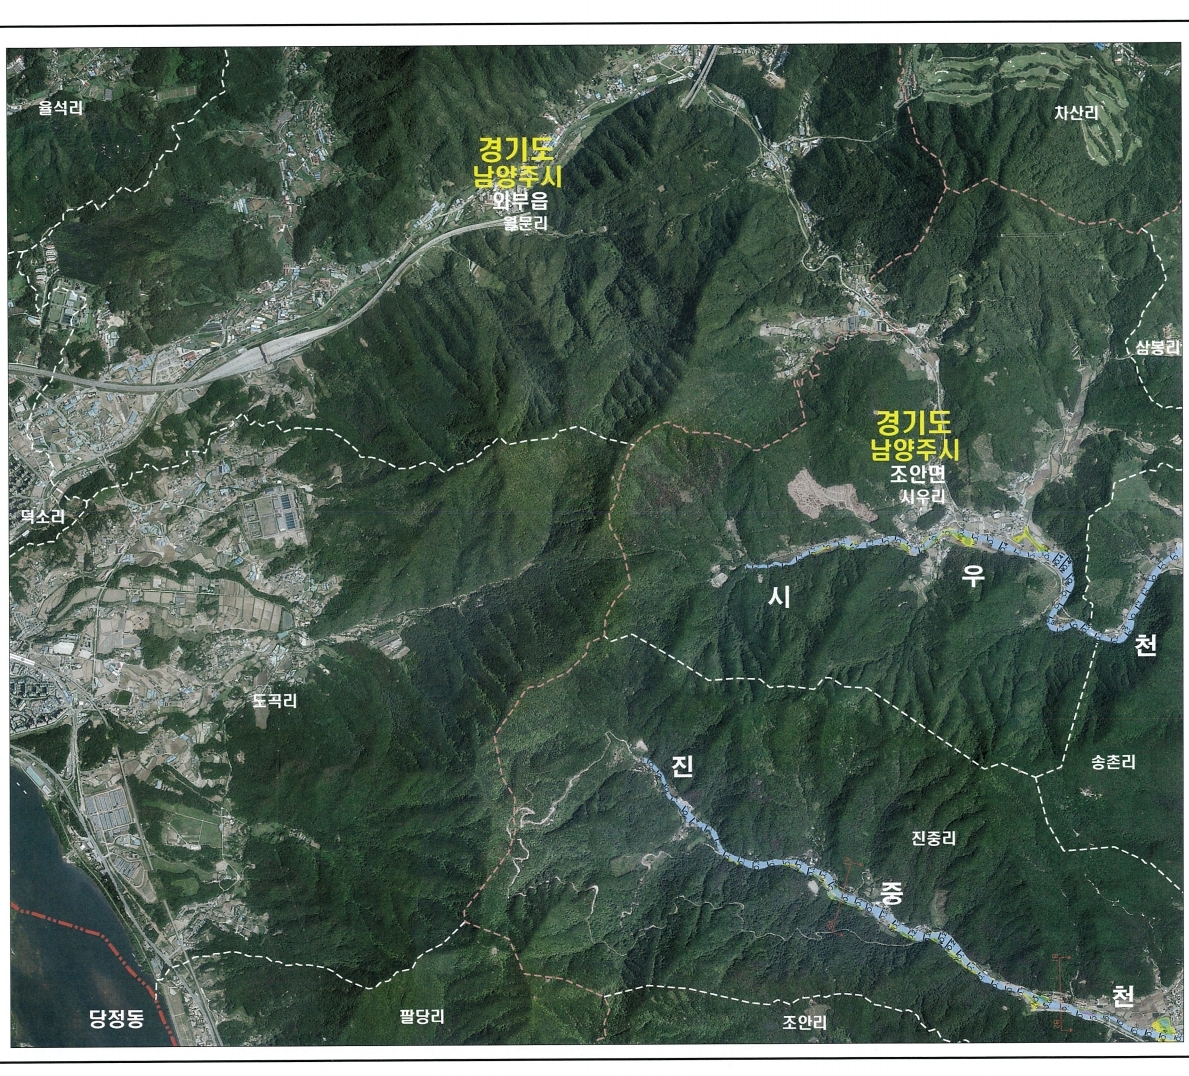 율석리
차산리
경기도
남양주시
와부읍
월문리
삼봉리
경기도
남양주시
조안면
시우리
덕소리
시
우
천
도곡리
진
송촌리
진중리
중
천
당정동
팔당리
조안리